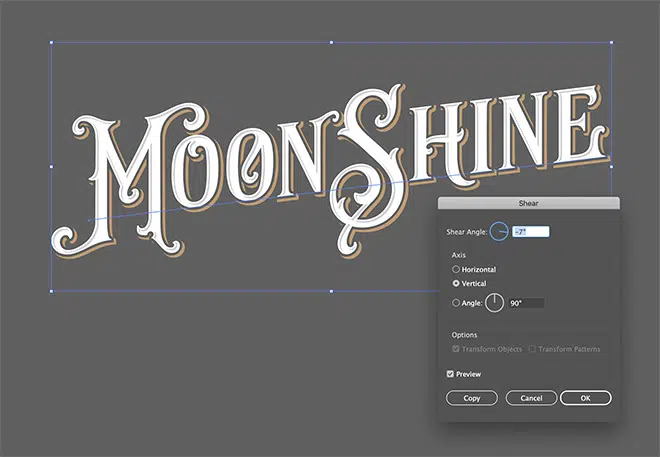 MOONSHINE
Shear
Shear Angle: -7°
Axis
Horizontal
Vertical
Angle: 90°
Options
Transform Objects Transform Patterns
Preview
Copy Cancel OK